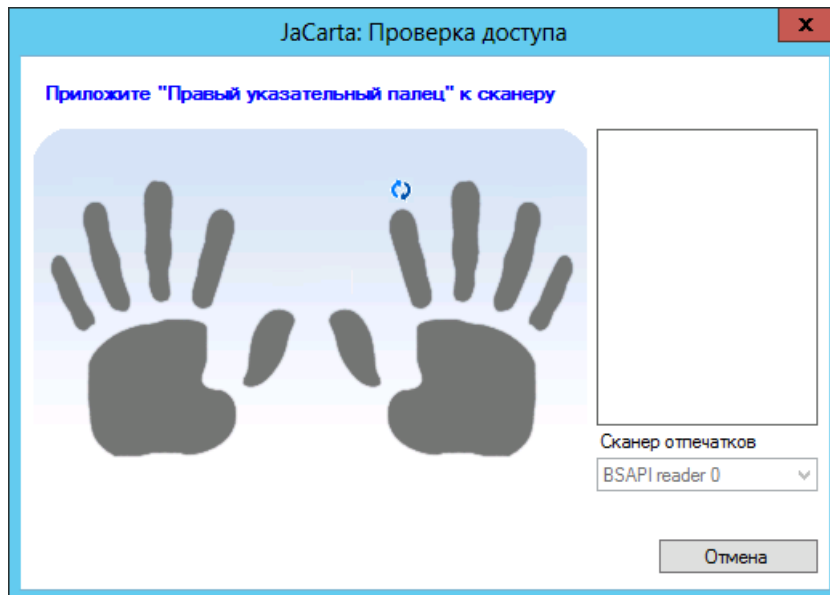 JaCarta: Проверка доступа
x
Приложите "Правый указательный палец" к сканеру
Сканер отпечатков
BSAPI reader 0
Отмена